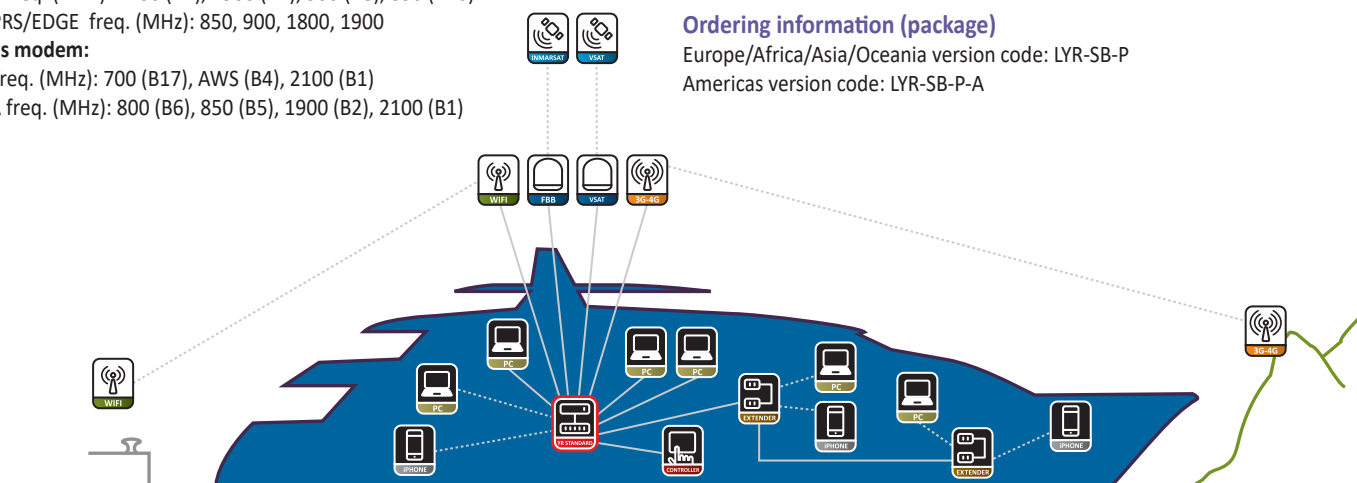 PRS/EDGE freq. (MHz): 850, 900, 1800, 1900
s modem:
req. (MHz): 700 (B17), AWS (B4), 2100 (B1)
freq. (MHz): 800 (B6), 850 (B5), 1900 (B2), 2100 (B1)
Ordering information (package)
Europe/Africa/Asia/Oceania version code: LYR-SB-P
Americas version code: LYR-SB-P-A
INMARSAT
VSAT
WIFI
FBB
VSAT
3G-4G
3G-4G
WIFI
PC
PC
PC
PC
PC
PC
EXTENDER
iPHONE
iPHONE
iPHONE
YR STANDARD
CONTROLLER
EXTENDER